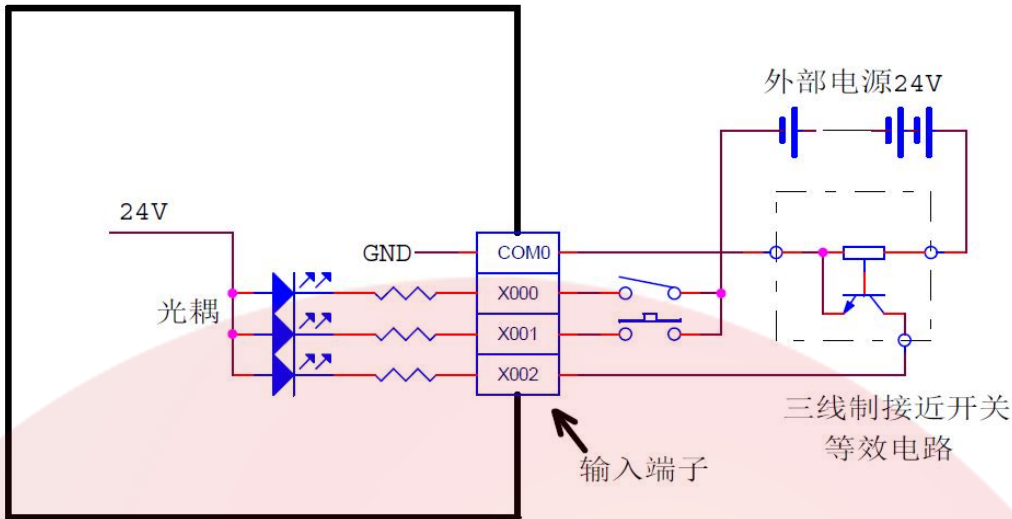 外部电源24V
24V
GND
COM0
X000
光耦
X001
X002
三线制接近开关
等效电路
输入端子